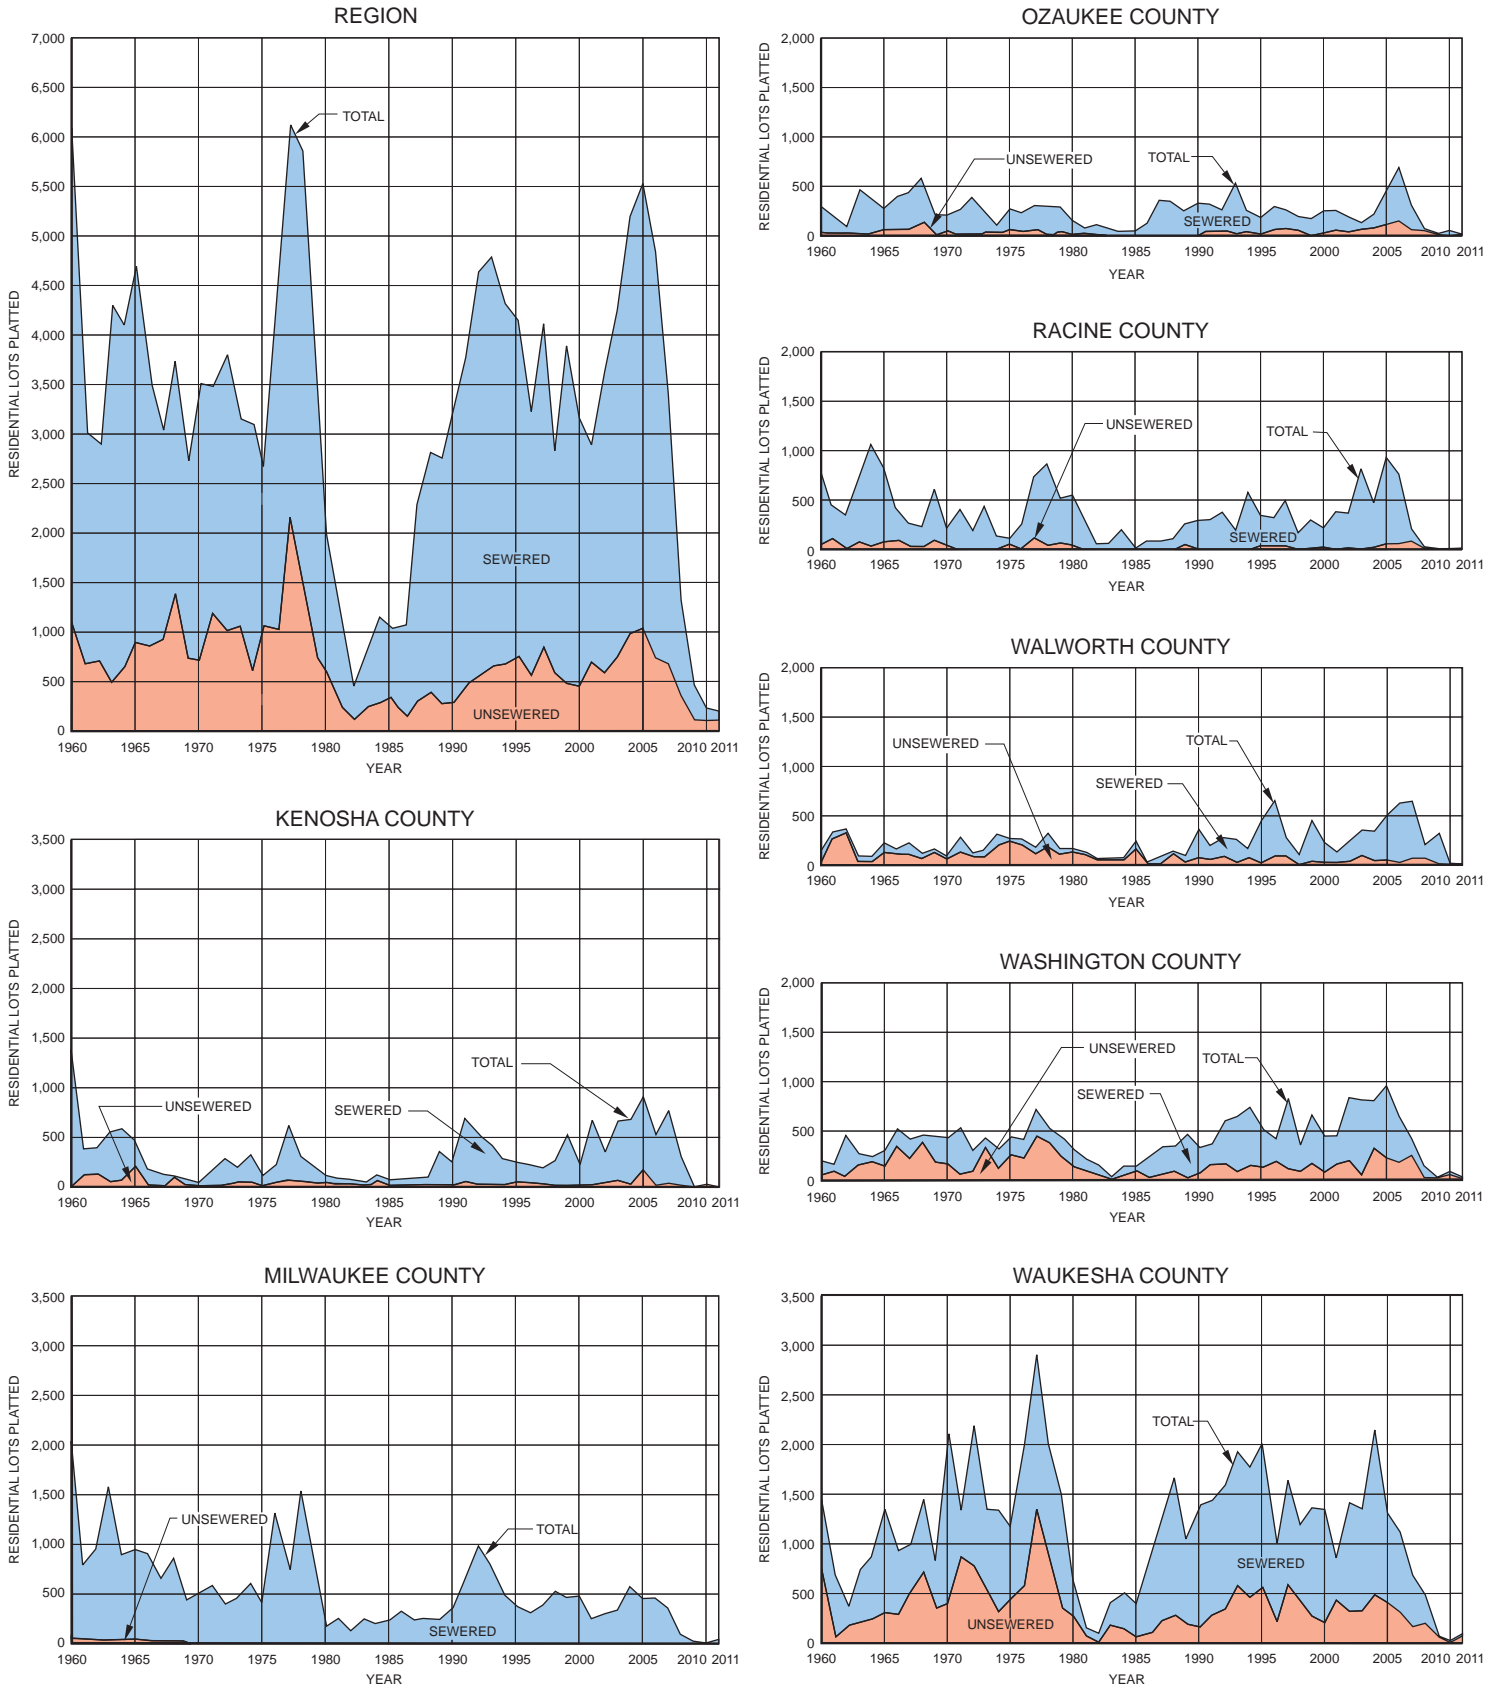 REGION
7,000
6,500
6,000
5,500
5,000
4,500
4,000
3,500
3,000
2,500
2,000
1,500
1,000
500
0
RESIDENTIAL LOTS PLATTED
TOTAL
SEWERED
UNSEWERED
1960 1965 1970 1975 1980 1985 1990 1995 2000 2005 2010 2011
YEAR
KENOSHA COUNTY
3,500
3,000
2,500
2,000
1,500
1,000
500
0
RESIDENTIAL LOTS PLATTED
TOTAL
UNSEWERED
SEWERED
1960 1965 1970 1975 1980 1985 1990 1995 2000 2005 2010 2011
YEAR
MILWAUKEE COUNTY
3,500
3,000
2,500
2,000
1,500
1,000
500
0
RESIDENTIAL LOTS PLATTED
UNSEWERED
TOTAL
SEWERED
1960 1965 1970 1975 1980 1985 1990 1995 2000 2005 2010 2011
YEAR
OZAUKEE COUNTY
2,000
1,500
1,000
500
0
RESIDENTIAL LOTS PLATTED
UNSEWERED
TOTAL
SEWERED
1960 1965 1970 1975 1980 1985 1990 1995 2000 2005 2010 2011
YEAR
RACINE COUNTY
2,000
1,500
1,000
500
0
RESIDENTIAL LOTS PLATTED
UNSEWERED
TOTAL
SEWERED
1960 1965 1970 1975 1980 1985 1990 1995 2000 2005 2010 2011
YEAR
WALWORTH COUNTY
2,000
1,500
1,000
500
0
RESIDENTIAL LOTS PLATTED
UNSEWERED
TOTAL
SEWERED
1960 1965 1970 1975 1980 1985 1990 1995 2000 2005 2010 2011
YEAR
WASHINGTON COUNTY
2,000
1,500
1,000
500
0
RESIDENTIAL LOTS PLATTED
UNSEWERED
TOTAL
SEWERED
1960 1965 1970 1975 1980 1985 1990 1995 2000 2005 2010 2011
YEAR
WAUKESHA COUNTY
3,500
3,000
2,500
2,000
1,500
1,000
500
0
RESIDENTIAL LOTS PLATTED
TOTAL
SEWERED
UNSEWERED
1960 1965 1970 1975 1980 1985 1990 1995 2000 2005 2010 2011
YEAR